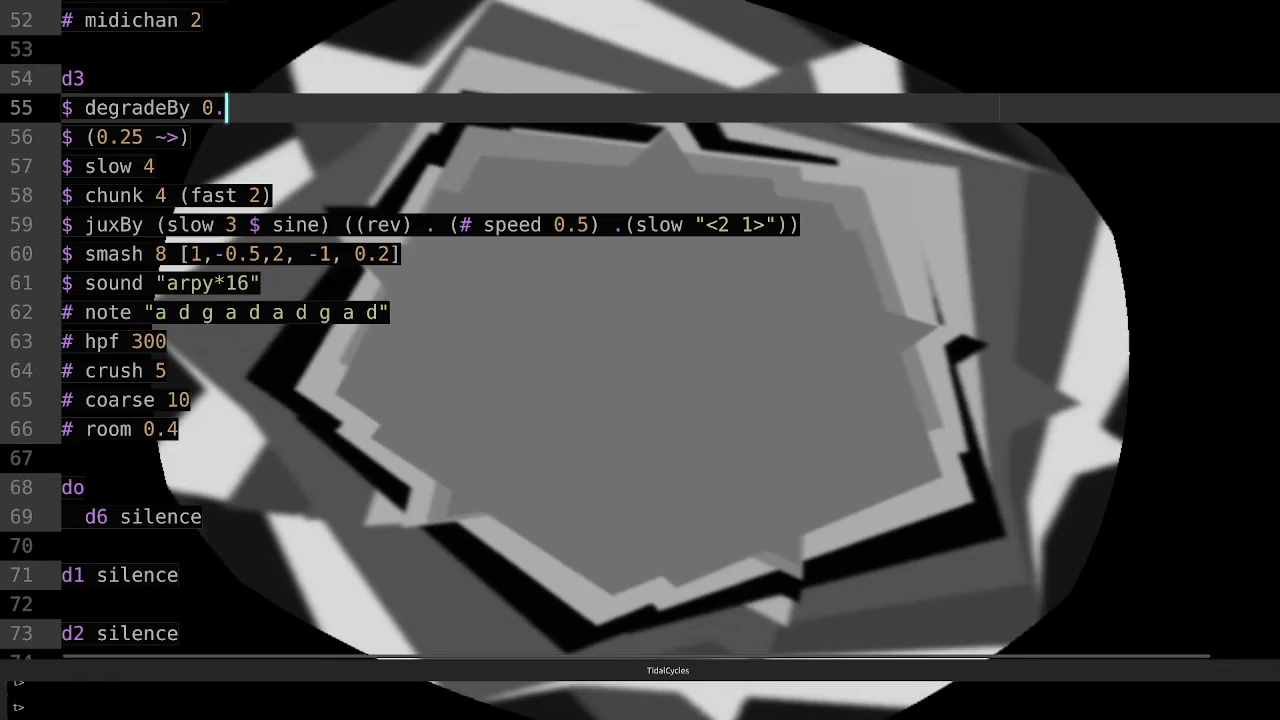 52 # midichan 2
53
54 d3
55 $ degradeBy 0.
56 $ (0.25 ~>)
57 $ slow 4
58 $ chunk 4 (fast 2)
59 $ juxBy (slow 3 $ sine) ((rev) . (# speed 0.5) .(slow "<2 1>"))
60 $ smash 8 [1,-0.5,2, -1, 0.2]
61 $ sound "arpy*16"
62 # note "a d g a d a d g a d"
63 # hpf 300
64 # crush 5
65 # coarse 10
66 # room 0.4
67
68 do
69   d6 silence
70
71 d1 silence
72
73 d2 silence
TidalCycles
t>
t>